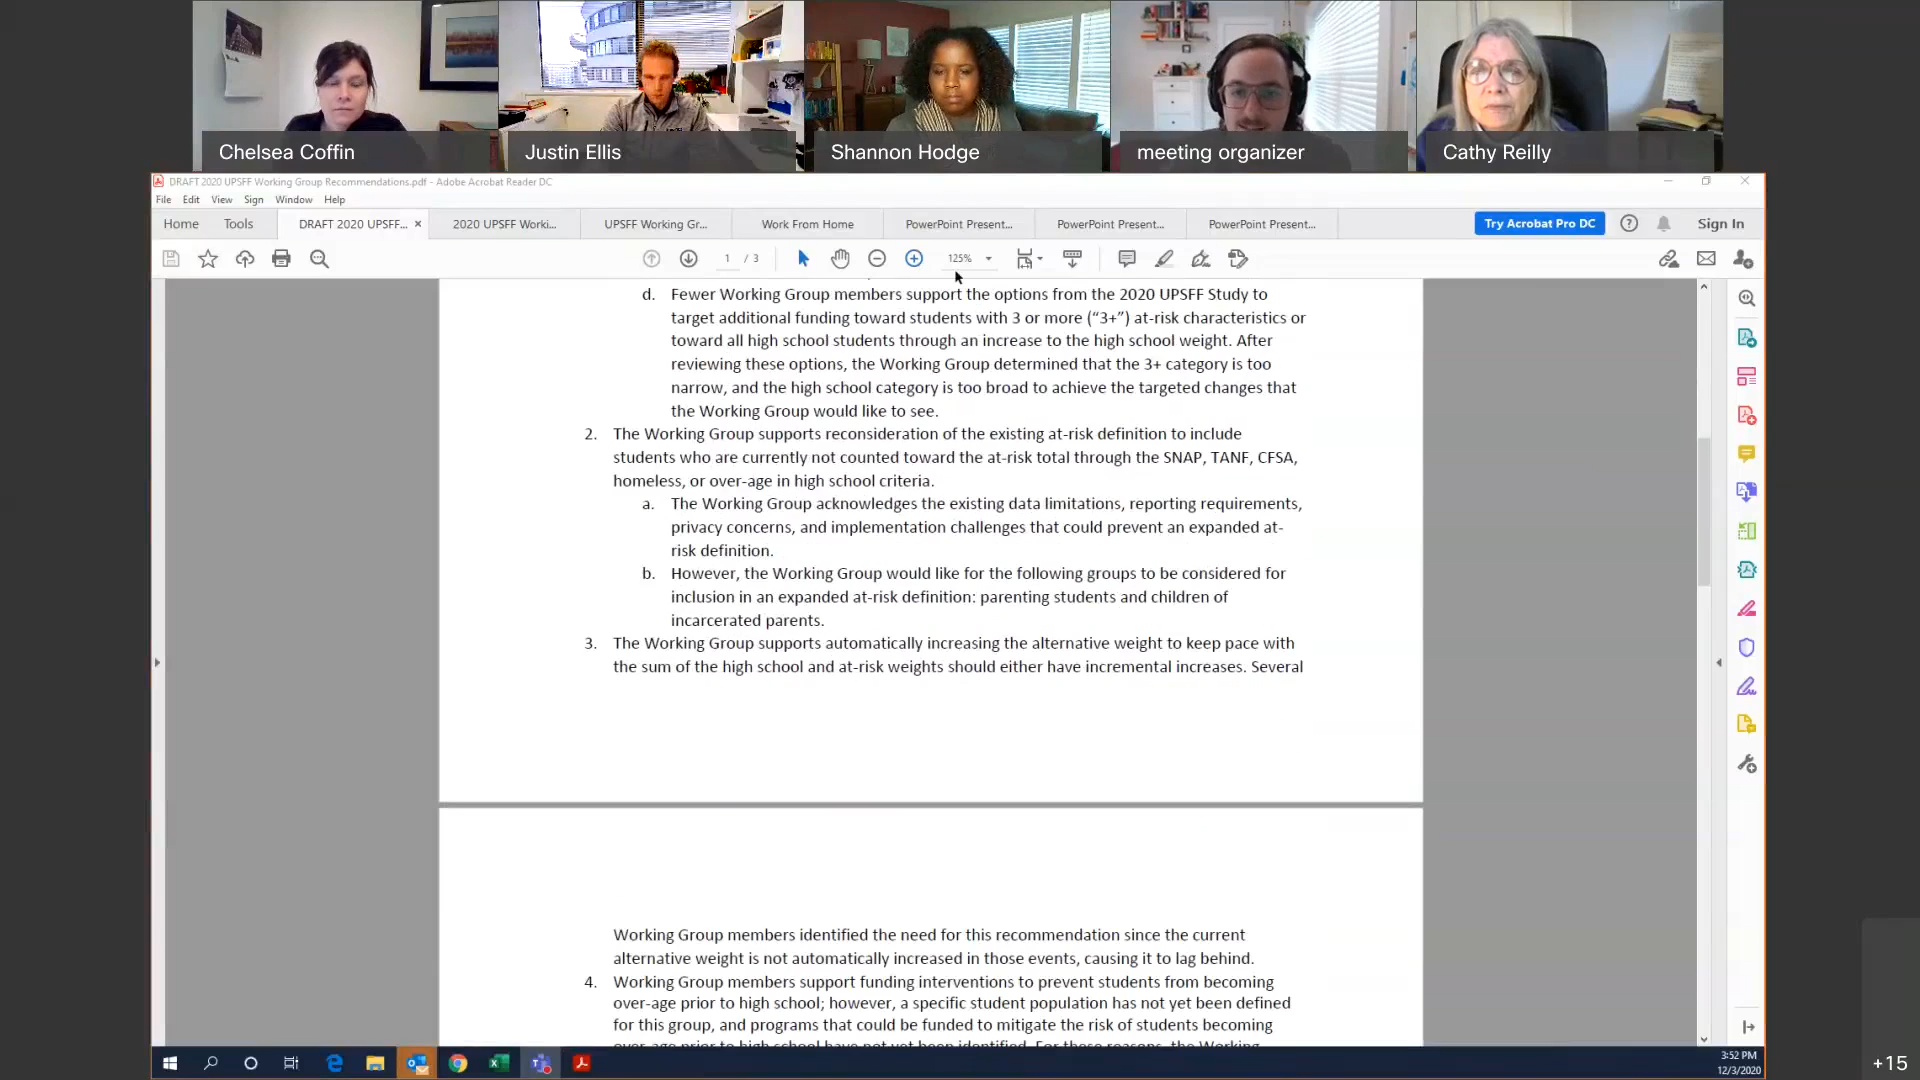 Chelsea Coffin
Justin Ellis
Shannon Hodge
meeting organizer
Cathy Reilly
DRAFT 2020 UPSFF Working Group Recommendations.pdf - Adobe Acrobat Reader DC
File Edit View Sign Window Help
Home Tools DRAFT 2020 UPSFF... × 2020 UPSFF Worki... UPSFF Working Gr... Work From Home PowerPoint Present... PowerPoint Present... PowerPoint Present... Try Acrobat Pro DC Sign In
1 / 3 125%
d. Fewer Working Group members support the options from the 2020 UPSFF Study to
target additional funding toward students with 3 or more (“3+”) at-risk characteristics or
toward all high school students through an increase to the high school weight. After
reviewing these options, the Working Group determined that the 3+ category is too
narrow, and the high school category is too broad to achieve the targeted changes that
the Working Group would like to see.
2. The Working Group supports reconsideration of the existing at-risk definition to include
students who are currently not counted toward the at-risk total through the SNAP, TANF, CFSA,
homeless, or over-age in high school criteria.
a. The Working Group acknowledges the existing data limitations, reporting requirements,
privacy concerns, and implementation challenges that could prevent an expanded at-
risk definition.
b. However, the Working Group would like for the following groups to be considered for
inclusion in an expanded at-risk definition: parenting students and children of
incarcerated parents.
3. The Working Group supports automatically increasing the alternative weight to keep pace with
the sum of the high school and at-risk weights should either have incremental increases. Several
Working Group members identified the need for this recommendation since the current
alternative weight is not automatically increased in those events, causing it to lag behind.
4. Working Group members support funding interventions to prevent students from becoming
over-age prior to high school; however, a specific student population has not yet been defined
for this group, and programs that could be funded to mitigate the risk of students becoming
over-age prior to high school have not yet been identified. For these reasons, the Working
3:52 PM
12/3/2020
+15